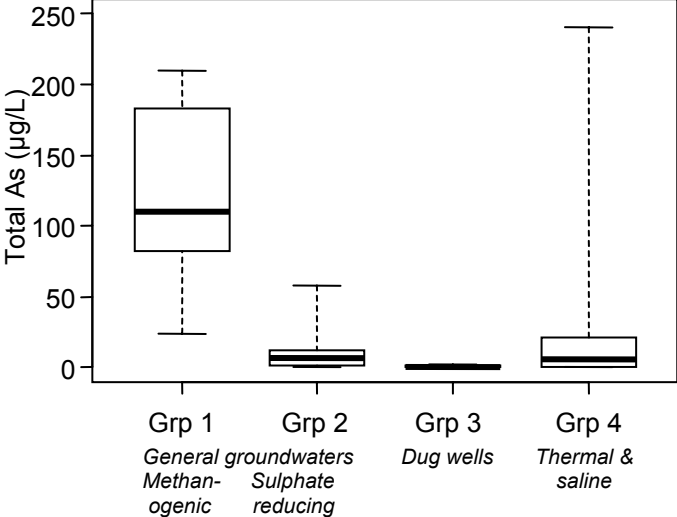 Total As (µg/L)
250
200
150
100
50
0
Grp 1 Grp 2 Grp 3 Grp 4
General groundwaters Dug wells Thermal &
Methan- Sulphate saline
ogenic reducing